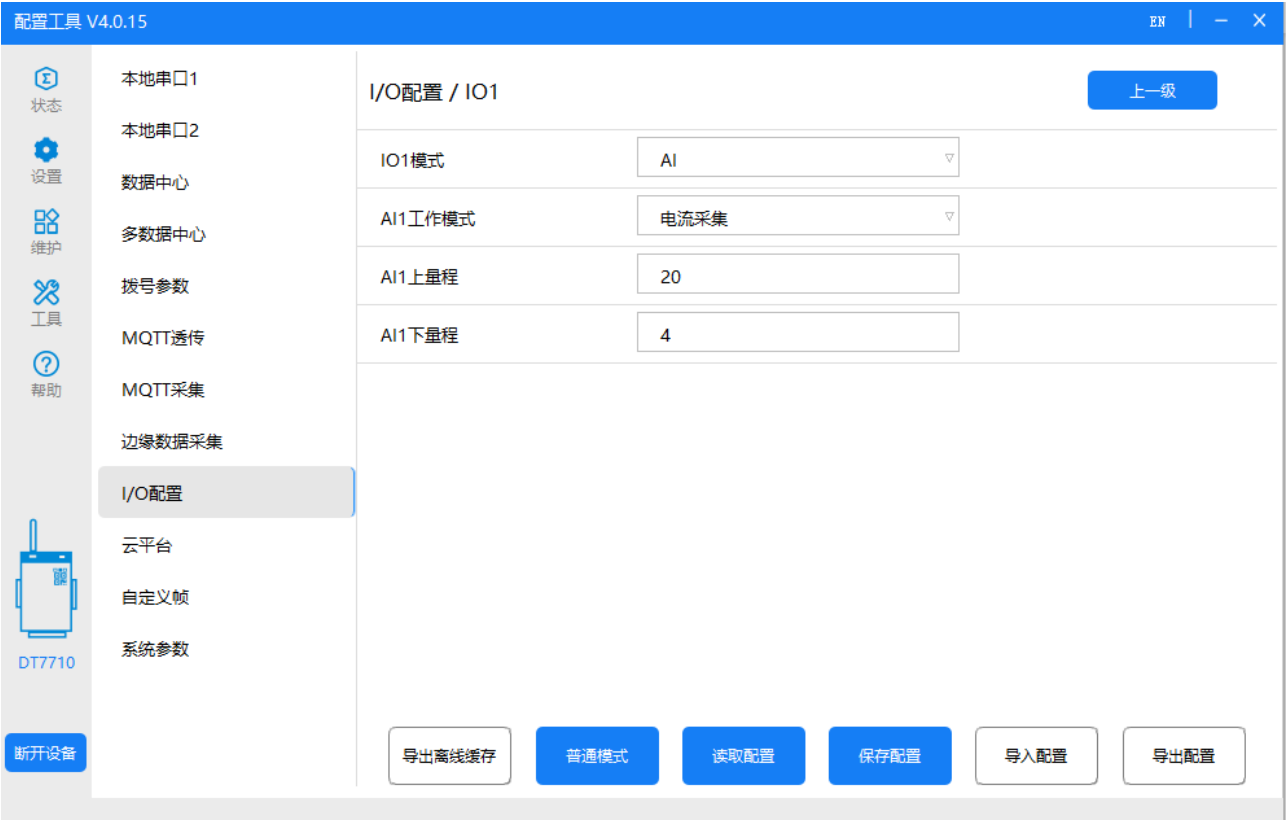 配置工具 V4.0.15
EN
状态
设置
维护
工具
帮助
DT7710
断开设备
本地串口1
本地串口2
数据中心
多数据中心
拨号参数
MQTT透传
MQTT采集
边缘数据采集
I/O配置
云平台
自定义帧
系统参数
I/O配置 / IO1
上一级
IO1模式
AI
AI1工作模式
电流采集
AI1上量程
20
AI1下量程
4
导出离线缓存
普通模式
读取配置
保存配置
导入配置
导出配置